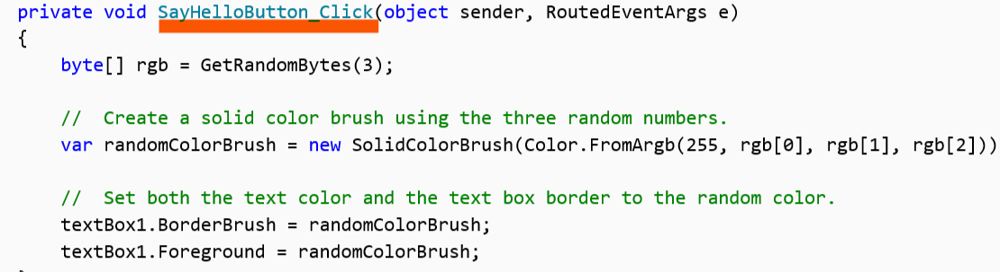 private void SayHelloButton_Click(object sender, RoutedEventArgs e)
{
byte[] rgb = GetRandomBytes(3);
//  Create a solid color brush using the three random numbers.
var randomColorBrush = new SolidColorBrush(Color.FromArgb(255, rgb[0], rgb[1], rgb[2]))
//  Set both the text color and the text box border to the random color.
textBox1.BorderBrush = randomColorBrush;
textBox1.Foreground = randomColorBrush;